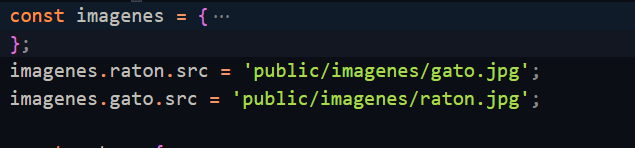 const imagenes = {···
};
imagenes.raton.src = 'public/imagenes/gato.jpg';
imagenes.gato.src = 'public/imagenes/raton.jpg';